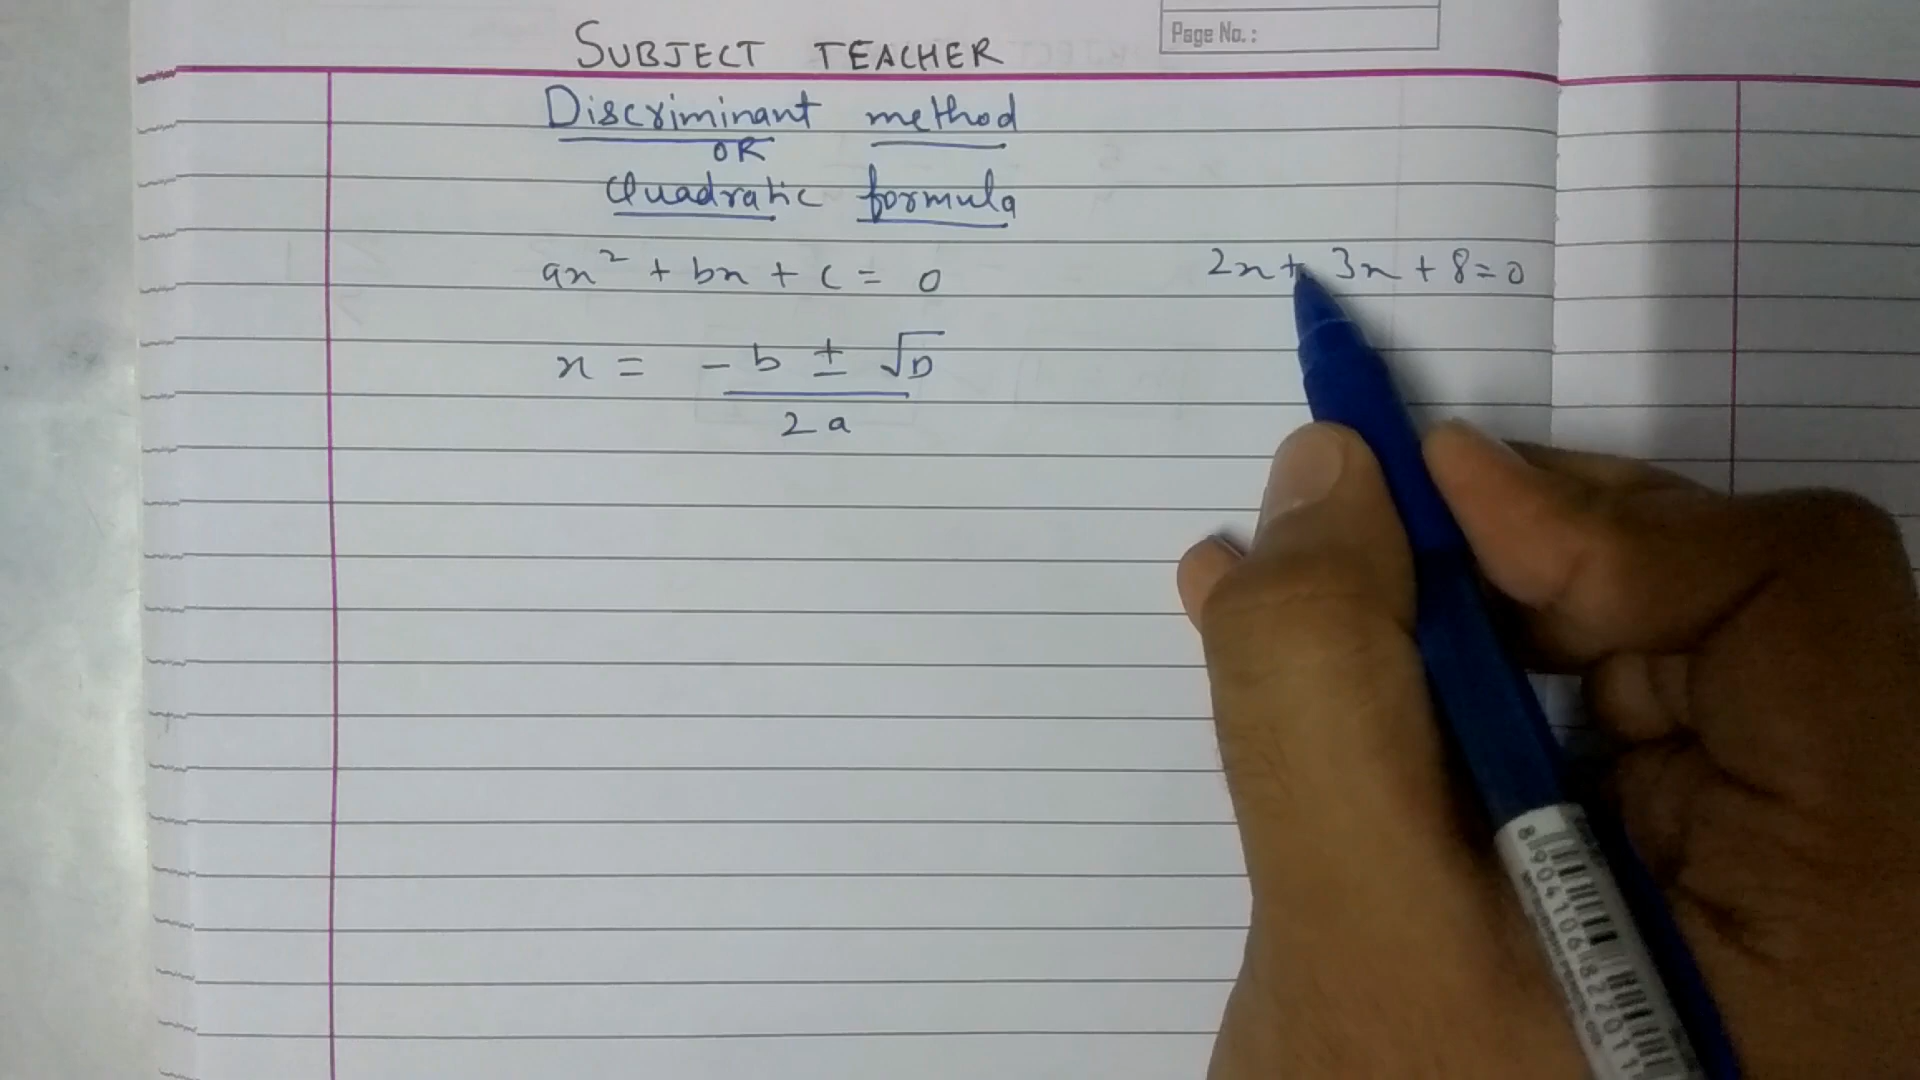 Page No.:
SUBJECT TEACHER
Discriminant method
OR
Quadratic formula
ax² + bx + c = 0
2x + 3x + 8 = 0
x = -b ± √D
2a